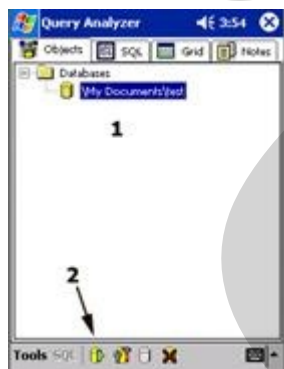 Query Analyzer 3:54
Objects SQL Grid Notes
Databases
\My Documents\test
1
2
Tools SQL